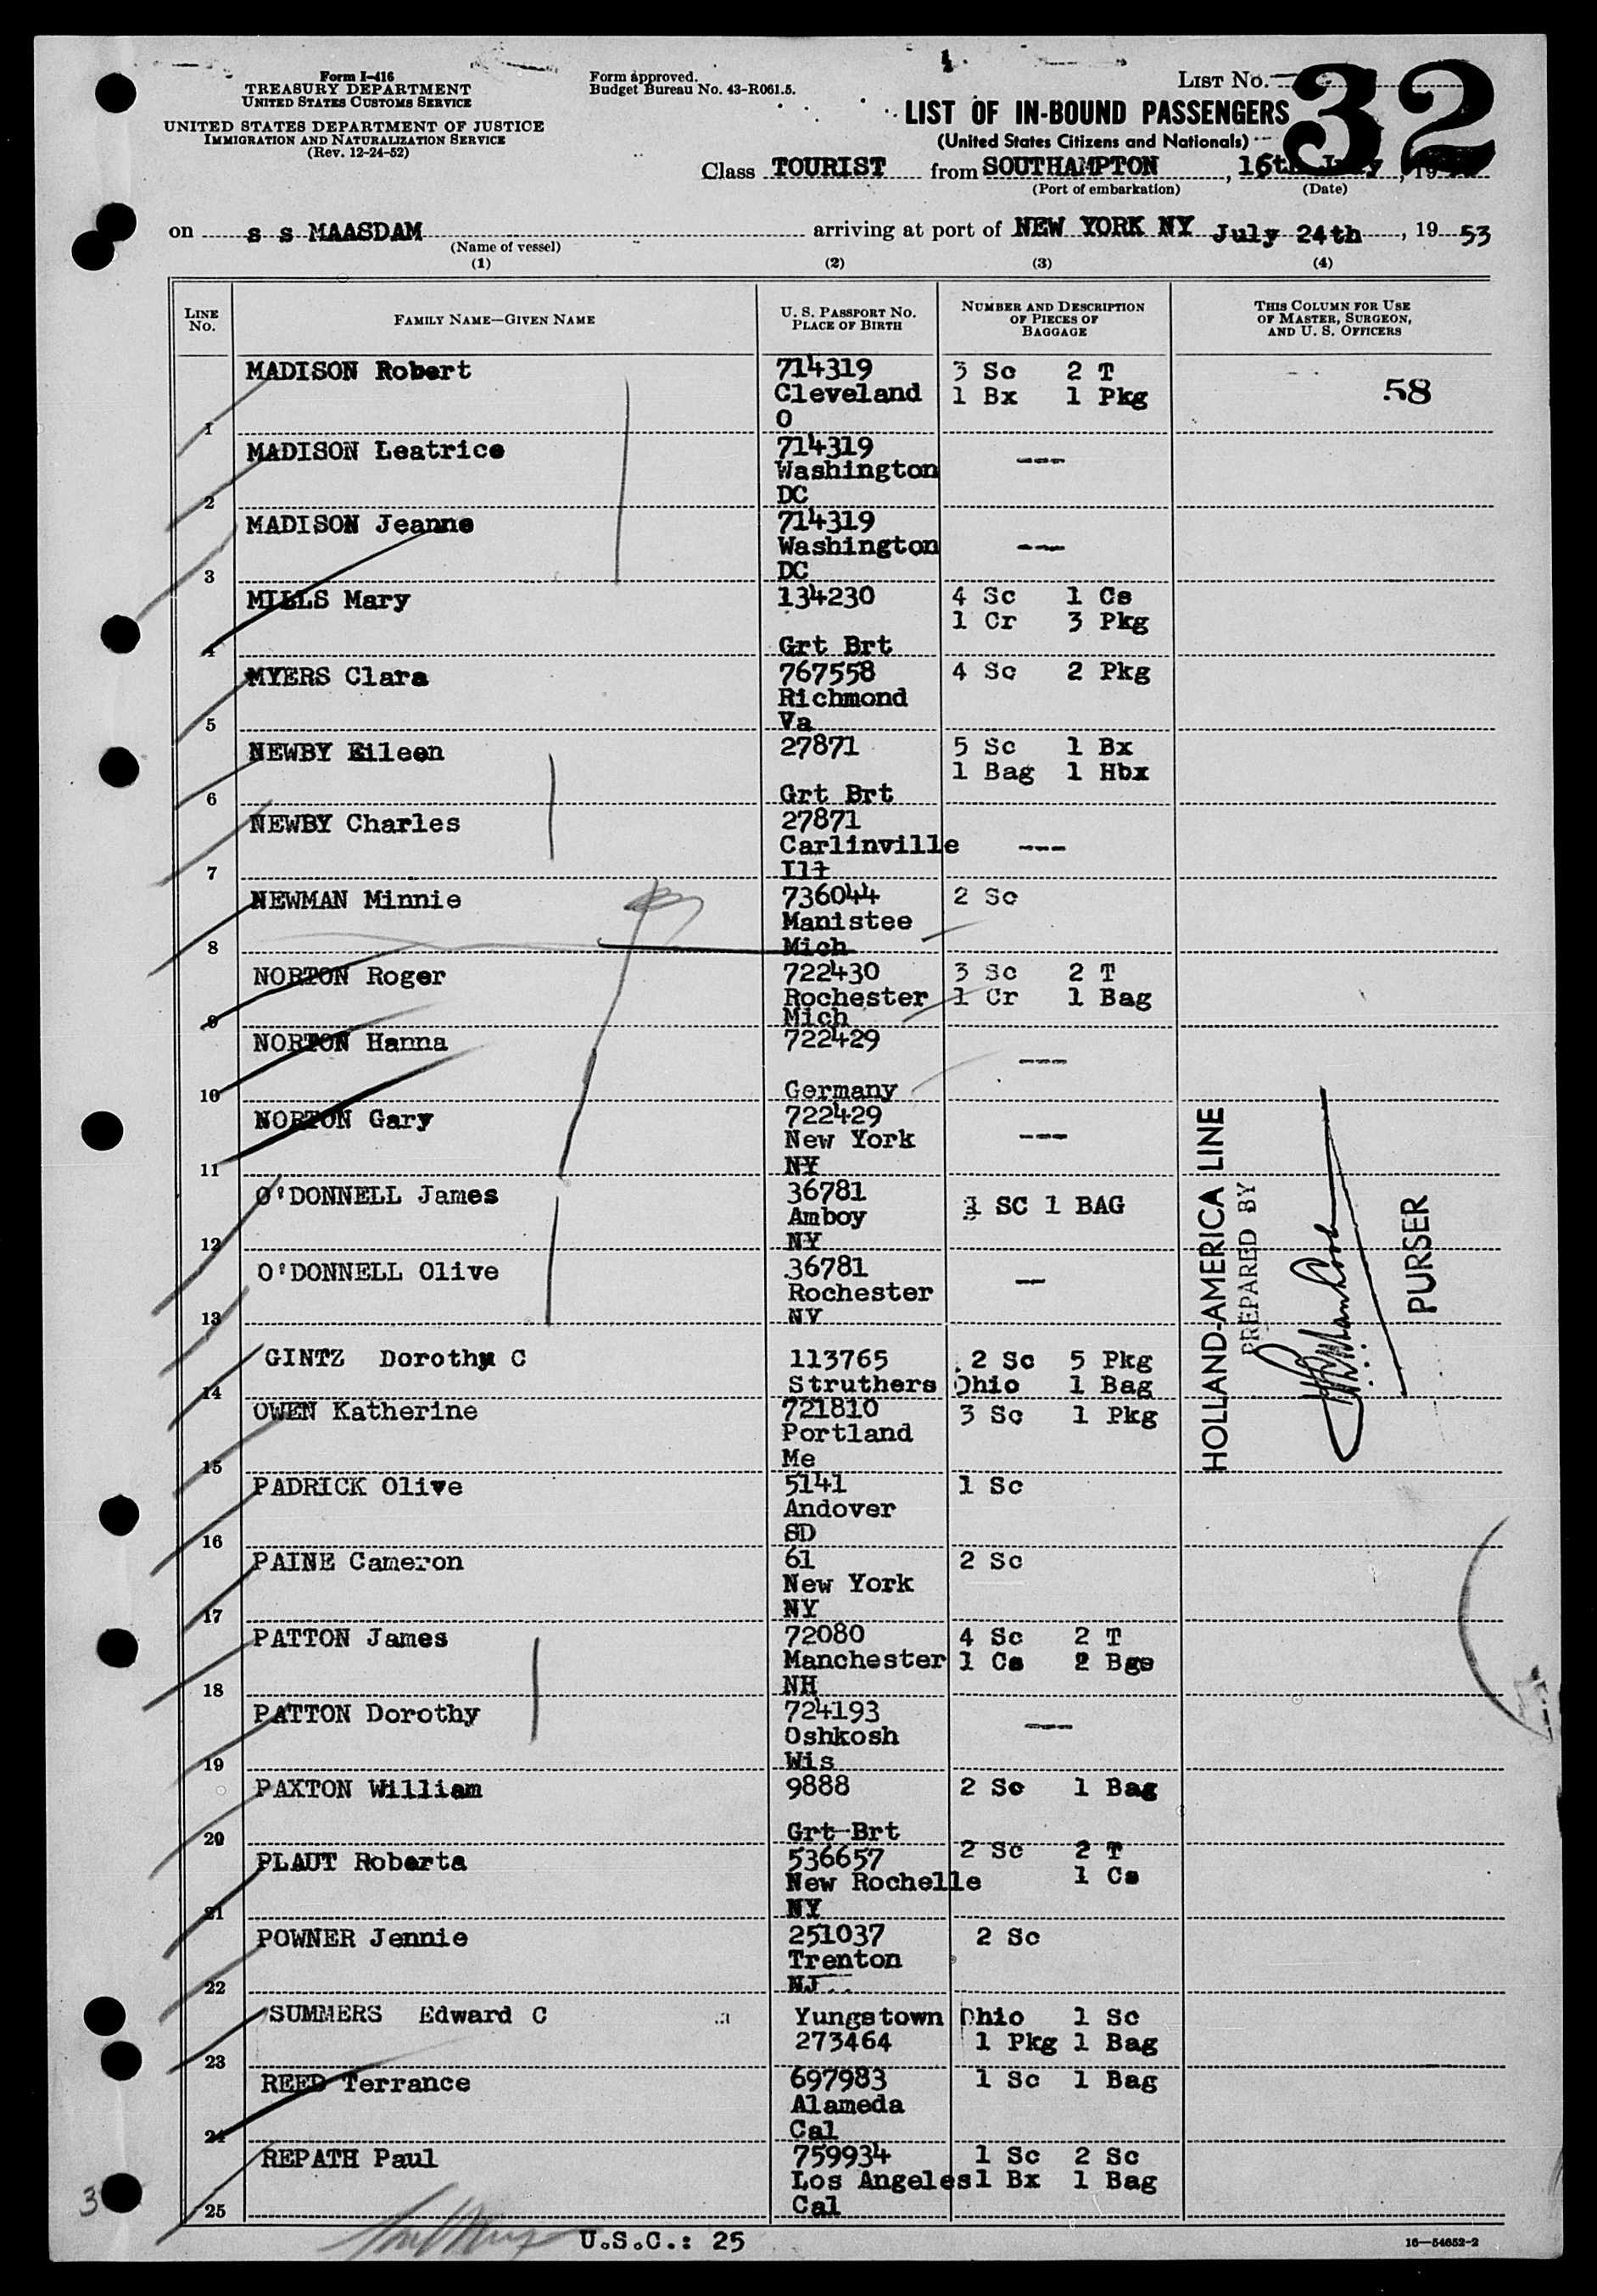 Form I-416
TREASURY DEPARTMENT
UNITED STATES CUSTOMS SERVICE
UNITED STATES DEPARTMENT OF JUSTICE
IMMIGRATION AND NATURALIZATION SERVICE
(Rev. 12-24-52)
Form approved.
Budget Bureau No. 43-R061.5.
LIST No. 32
LIST OF IN-BOUND PASSENGERS
(United States Citizens and Nationals)
Class TOURIST from SOUTHAMPTON, 16th July, 19
(Port of embarkation) (Date)
on s s MAASDAM arriving at port of NEW YORK NY July 24th, 1953
(Name of vessel)
(1) (2) (3) (4)
LINE No. FAMILY NAME—GIVEN NAME U. S. PASSPORT No. PLACE OF BIRTH NUMBER AND DESCRIPTION OF PIECES OF BAGGAGE THIS COLUMN FOR USE OF MASTER, SURGEON, AND U. S. OFFICERS
MADISON Robert 714319 3 Sc 2 T
Cleveland 1 Bx 1 Pkg 58
1 O
MADISON Leatrice 714319
Washington ---
2 DC
MADISON Jeanne 714319
Washington ---
3 DC
MILLS Mary 134230 4 Sc 1 Cs
1 Cr 3 Pkg
4 Grt Brt
MYERS Clara 767558 4 Sc 2 Pkg
Richmond
5 Va
NEWBY Eileen 27871 5 Sc 1 Bx
1 Bag 1 Hbx
6 Grt Brt
NEWBY Charles 27871
Carlinville ---
7 Ill
NEWMAN Minnie 736044 2 Sc
Manistee
8 Mich
NORTON Roger 722430 3 Sc 2 T
Rochester 1 Cr 1 Bag
9 Mich
NORTON Hanna 722429
---
10 Germany
NORTON Gary 722429
New York ---
11 NY
O'DONNELL James 36781
Amboy SC 1 BAG
12 NY
O'DONNELL Olive 36781
Rochester --
13 NY
GINTZ Dorothy C 113765 2 Sc 5 Pkg
14 Struthers Ohio 1 Bag
OWEN Katherine 721810 3 Sc 1 Pkg
Portland
15 Me
PADRICK Olive 5141 1 Sc
Andover
16 SD
PAINE Cameron 61 2 Sc
New York
17 NY
PATTON James 72080 4 Sc 2 T
Manchester 1 Cs 2 Bgs
18 NH
PATTON Dorothy 724193
Oshkosh ---
19 Wis
PAXTON William 9888 2 Sc 1 Bag
20 Grt Brt
PLAUT Roberta 536657 2 Sc 2 T
New Rochelle 1 Cs
21 NY
POWNER Jennie 251037 2 Sc
Trenton
22 NJ
SUMMERS Edward C Yungstown Ohio 1 Sc
23 273464 1 Pkg 1 Bag
REED Terrance 697983 1 Sc 1 Bag
Alameda
24 Cal
REPATH Paul 759934 1 Sc 2 Sc
Los Angeles 1 Bx 1 Bag
25 Cal
HOLLAND-AMERICA LINE
PREPARED BY
PURSER
3
U.S.C.: 25
16—54652-2